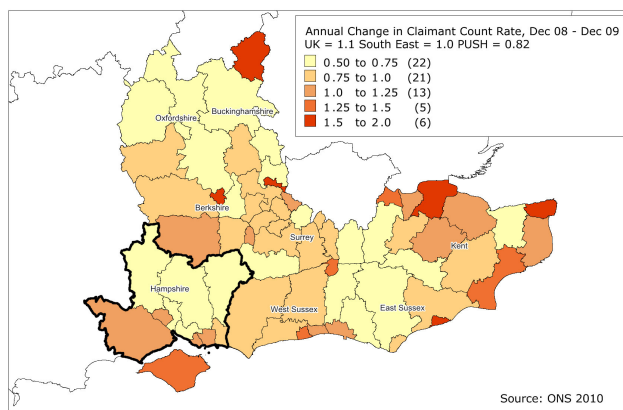 Annual Change in Claimant Count Rate, Dec 08 - Dec 09
UK = 1.1 South East = 1.0 PUSH = 0.82
0.50 to 0.75 (22)
0.75 to 1.0 (21)
1.0 to 1.25 (13)
1.25 to 1.5 (5)
1.5 to 2.0 (6)
Buckinghamshire
Oxfordshire
Berkshire
Surrey
Kent
Hampshire
West Sussex
East Sussex
Source: ONS 2010